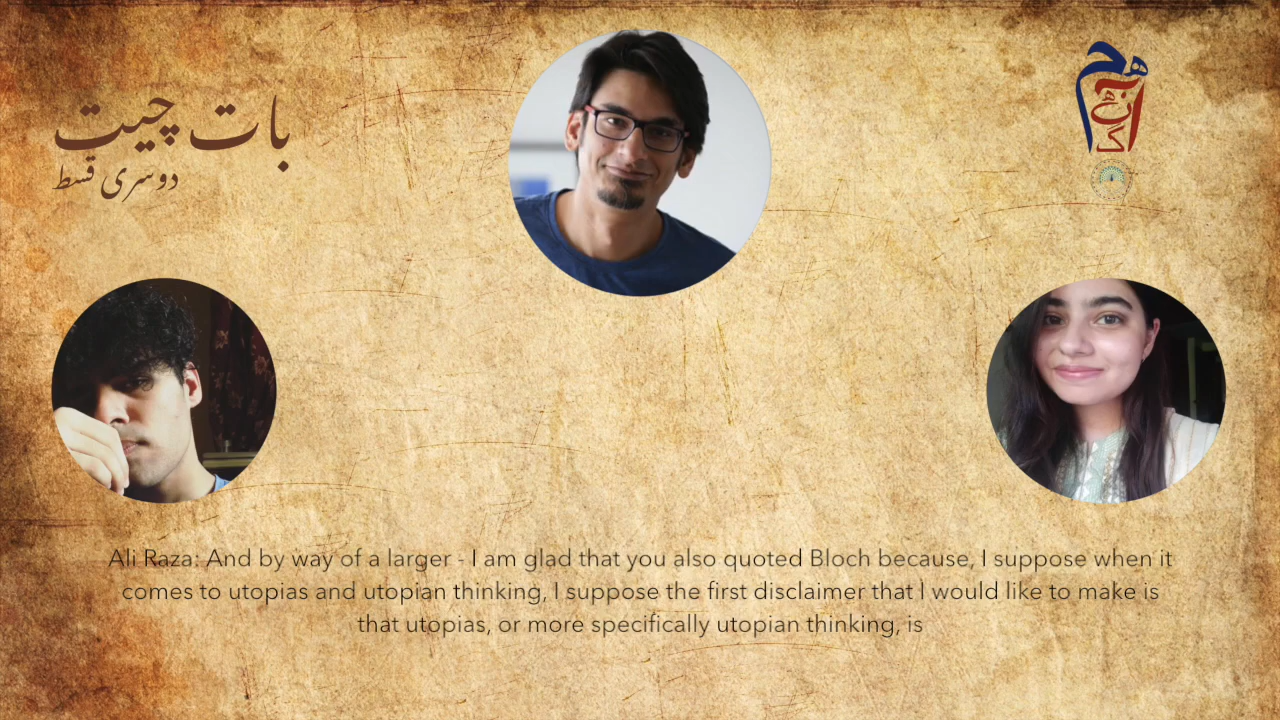 بات چیت
دوسری قسط
Ali Raza: And by way of a larger - I am glad that you also quoted Bloch because, I suppose when it
comes to utopias and utopian thinking, I suppose the first disclaimer that I would like to make is
that utopias, or more specifically utopian thinking, is